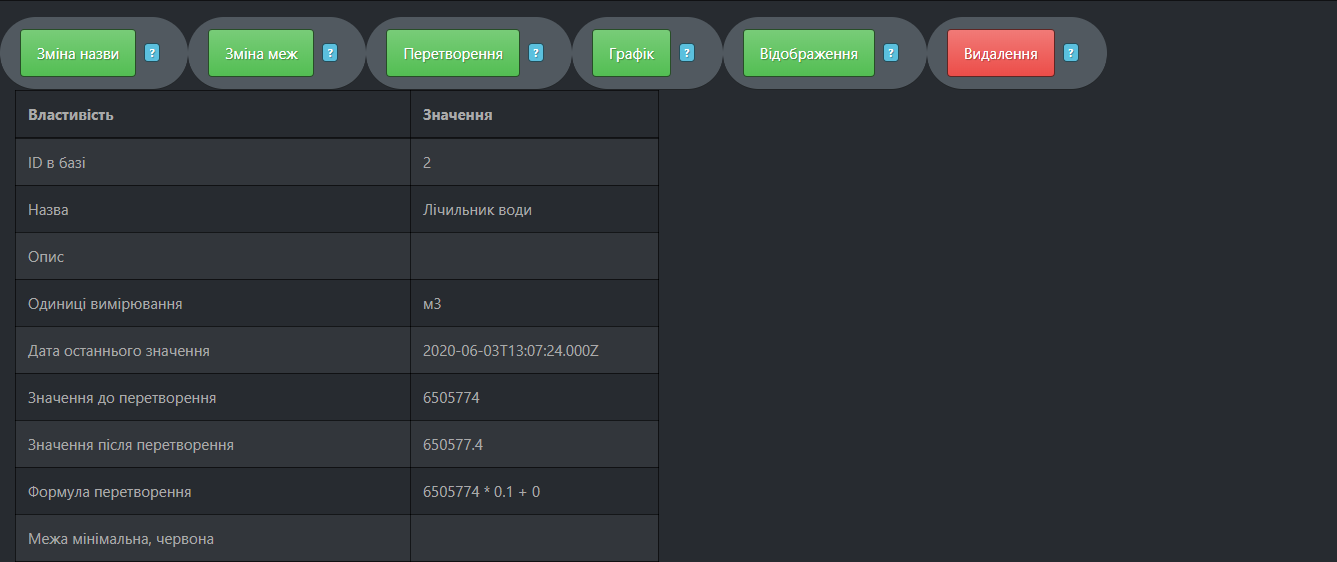 Зміна назви ? Зміна меж ? Перетворення ? Графік ? Відображення ? Видалення ?
Властивість Значення
ID в базі 2
Назва Лічильник води
Опис
Одиниці вимірювання м3
Дата останнього значення 2020-06-03T13:07:24.000Z
Значення до перетворення 6505774
Значення після перетворення 650577.4
Формула перетворення 6505774 * 0.1 + 0
Межа мінімальна, червона